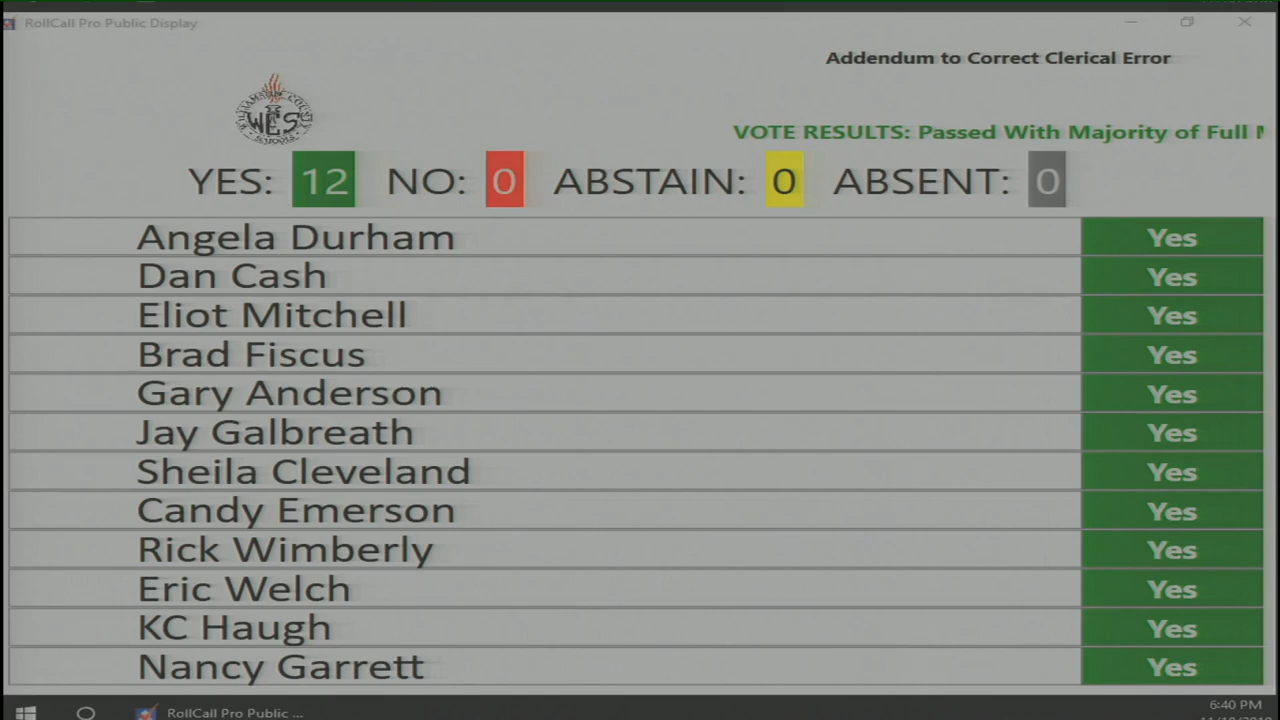 RollCall Pro Public Display
Addendum to Correct Clerical Error
WCS
SCHOOLS
VOTE RESULTS: Passed With Majority of Full
YES: 12 NO: 0 ABSTAIN: 0 ABSENT: 0
Angela Durham Yes
Dan Cash Yes
Eliot Mitchell Yes
Brad Fiscus Yes
Gary Anderson Yes
Jay Galbreath Yes
Sheila Cleveland Yes
Candy Emerson Yes
Rick Wimberly Yes
Eric Welch Yes
KC Haugh Yes
Nancy Garrett Yes
RollCall Pro Public ...
6:40 PM